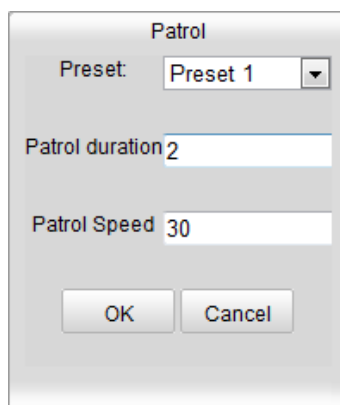 Patrol
Preset: Preset 1
Patrol duration 2
Patrol Speed 30
OK Cancel